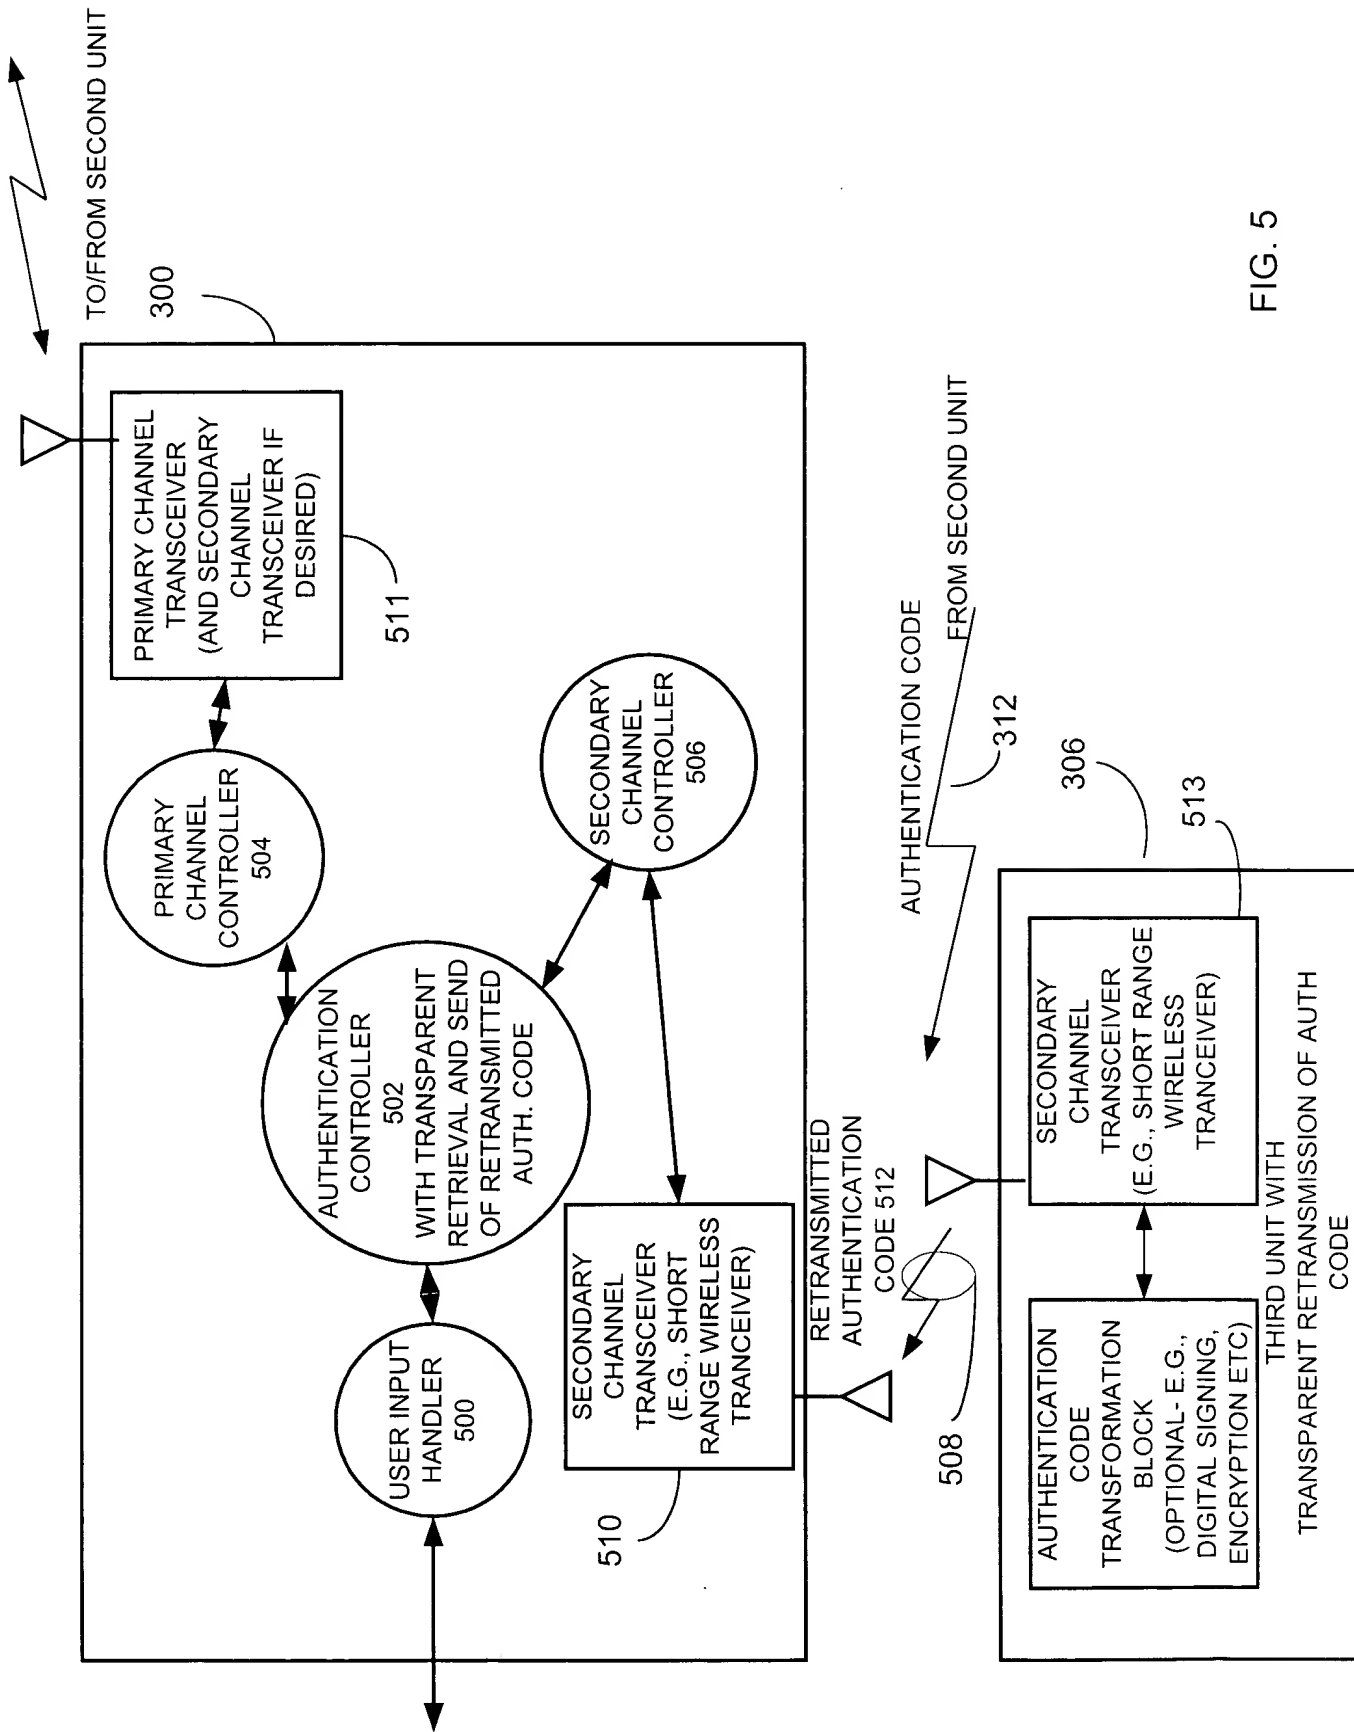 TO/FROM SECOND UNIT
300
PRIMARY CHANNEL
TRANSCEIVER
(AND SECONDARY
CHANNEL
TRANSCEIVER IF
DESIRED)
511
PRIMARY
CHANNEL
CONTROLLER
504
AUTHENTICATION
CONTROLLER
502
WITH TRANSPARENT
RETRIEVAL AND SEND
OF RETRANSMITTED
AUTH. CODE
USER INPUT
HANDLER
500
SECONDARY
CHANNEL
CONTROLLER
506
SECONDARY
CHANNEL
TRANSCEIVER
(E.G., SHORT
RANGE WIRELESS
TRANCEIVER)
510
RETRANSMITTED
AUTHENTICATION
CODE 512
508
AUTHENTICATION CODE
FROM SECOND UNIT
312
306
513
AUTHENTICATION
CODE
TRANSFORMATION
BLOCK
(OPTIONAL- E.G.,
DIGITAL SIGNING,
ENCRYPTION ETC)
SECONDARY
CHANNEL
TRANSCEIVER
(E.G., SHORT RANGE
WIRELESS
TRANCEIVER)
THIRD UNIT WITH
TRANSPARENT RETRANSMISSION OF AUTH
CODE
FIG. 5